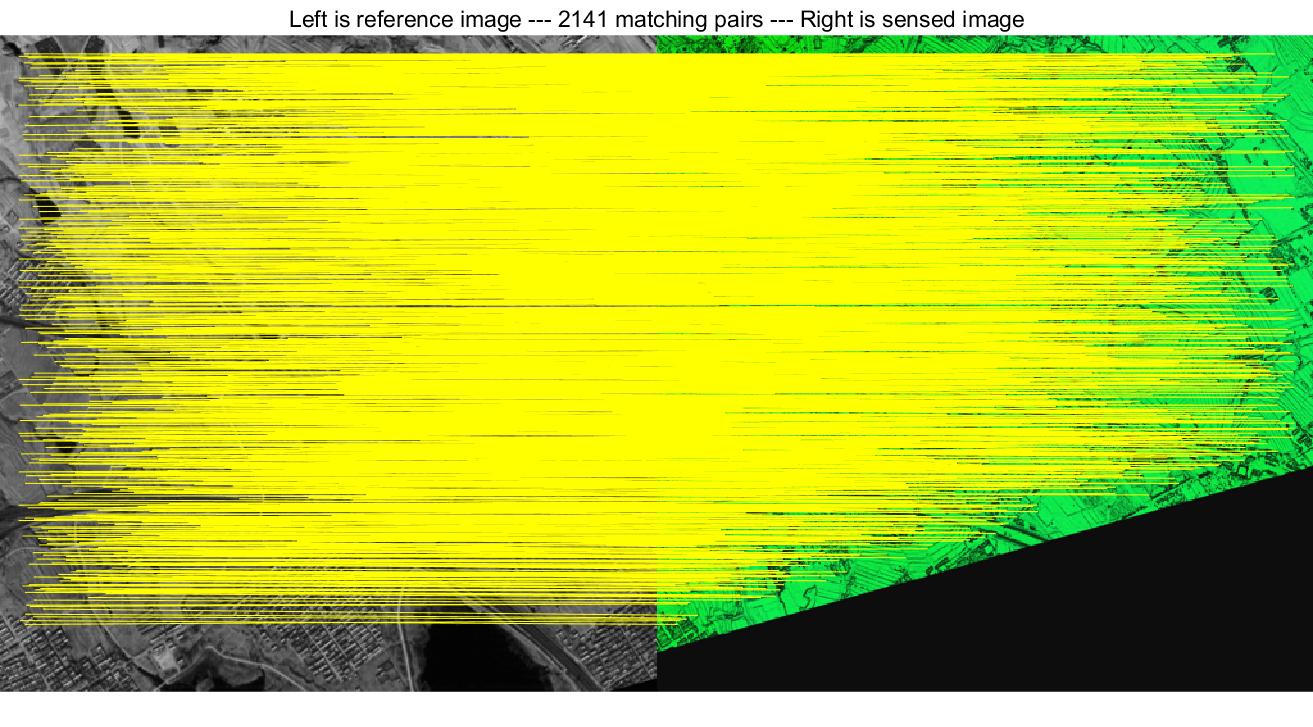 Left is reference image --- 2141 matching pairs --- Right is sensed image